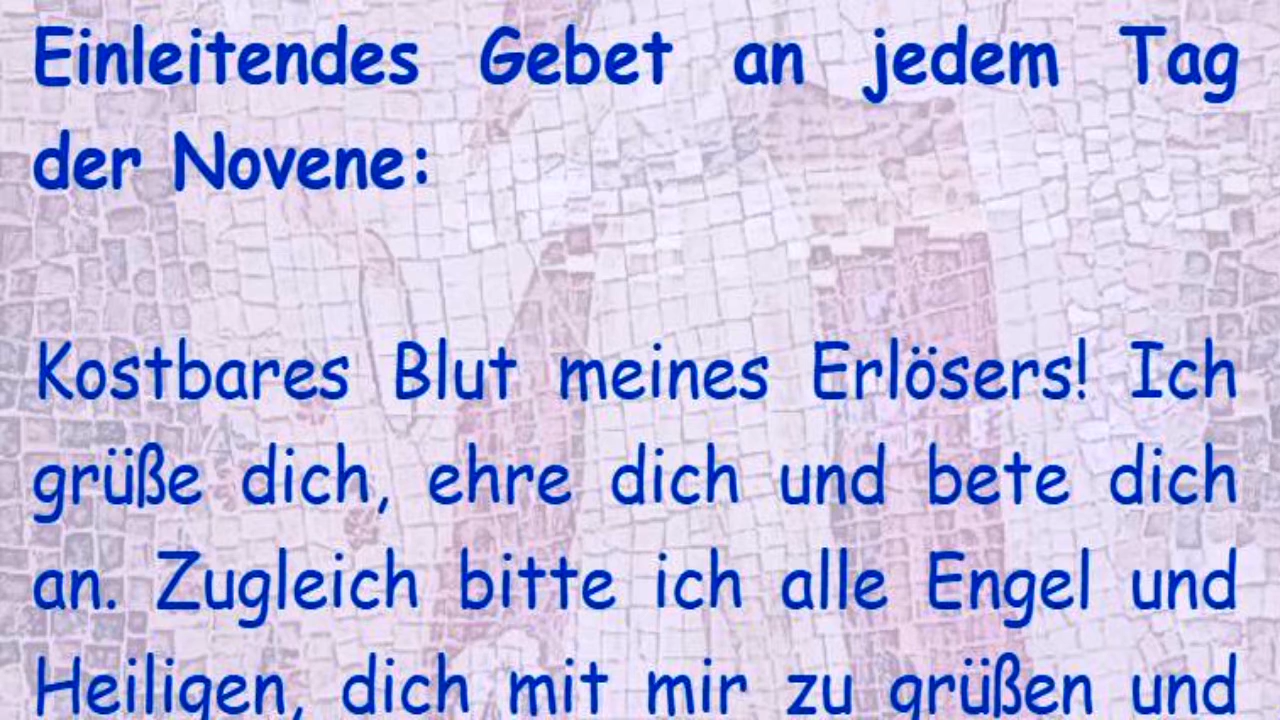 Einleitendes Gebet an jedem Tag
der Novene:
Kostbares Blut meines Erlösers! Ich
grüße dich, ehre dich und bete dich
an. Zugleich bitte ich alle Engel und
Heiligen, dich mit mir zu grüßen und